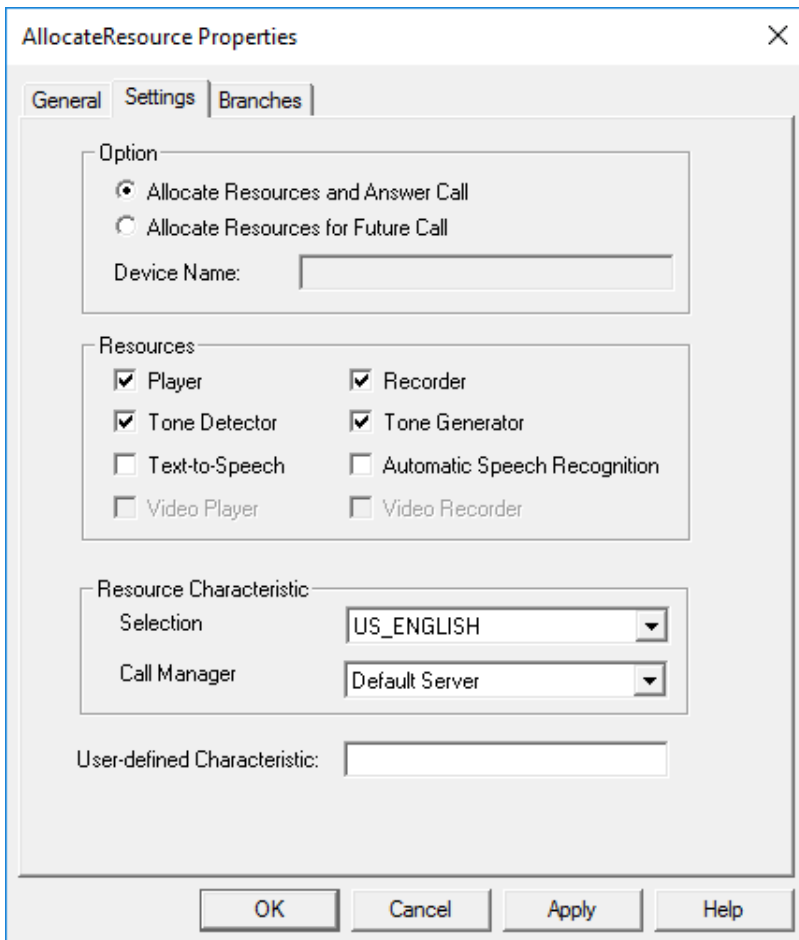 AllocateResource Properties
General Settings Branches
Option
Allocate Resources and Answer Call
Allocate Resources for Future Call
Device Name:
Resources
Player Recorder
Tone Detector Tone Generator
Text-to-Speech Automatic Speech Recognition
Video Player Video Recorder
Resource Characteristic
Selection US_ENGLISH
Call Manager Default Server
User-defined Characteristic:
OK Cancel Apply Help